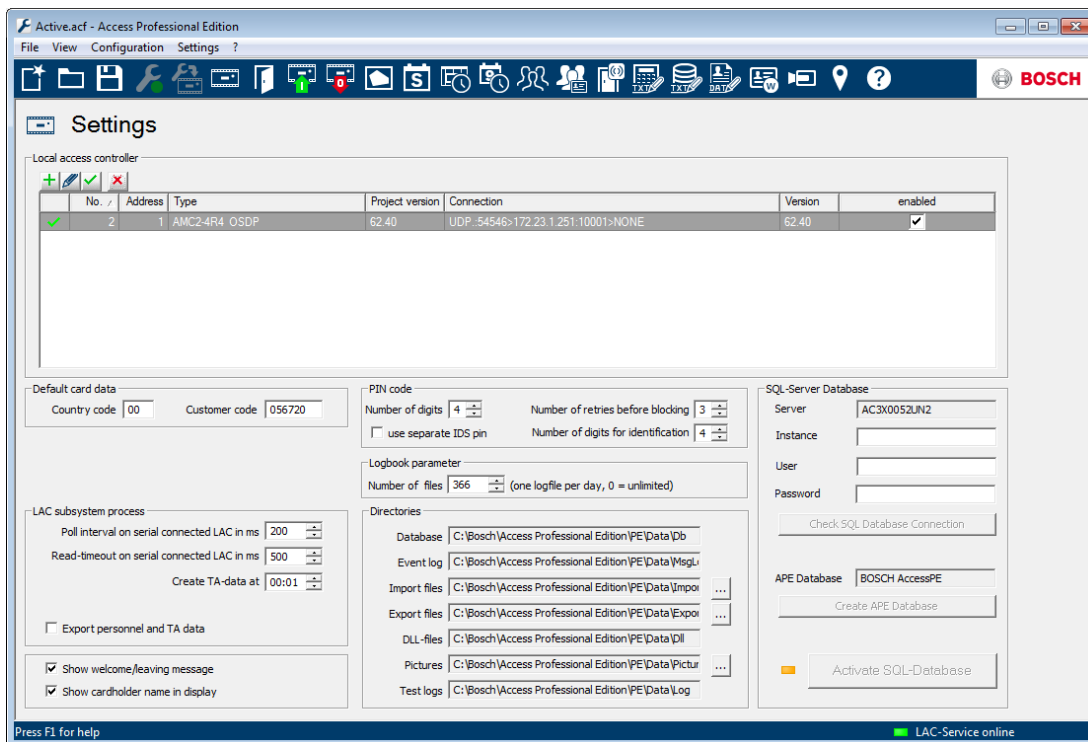 Active.acf - Access Professional Edition
File View Configuration Settings ?
S TXT TXT DATA W ?
BOSCH
Settings
Local access controller
No. Address Type Project version Connection Version enabled
2 1 AMC2-4R4 OSDP 62.40 UDP.:54546>172.23.1.251:10001>NONE 62.40
Default card data
Country code 00 Customer code 056720
PIN code
Number of digits 4 Number of retries before blocking 3
use separate IDS pin Number of digits for identification 4
Logbook parameter
Number of files 366 (one logfile per day, 0 = unlimited)
LAC subsystem process
Poll interval on serial connected LAC in ms 200
Read-timeout on serial connected LAC in ms 500
Create TA-data at 00:01
Export personnel and TA data
Show welcome/leaving message
Show cardholder name in display
Directories
Database C:\Bosch\Access Professional Edition\PE\Data\Db
Event log C:\Bosch\Access Professional Edition\PE\Data\MsgL
Import files C:\Bosch\Access Professional Edition\PE\Data\Impor ...
Export files C:\Bosch\Access Professional Edition\PE\Data\Expor ...
DLL-files C:\Bosch\Access Professional Edition\PE\Data\Dll
Pictures C:\Bosch\Access Professional Edition\PE\Data\Pictur ...
Test logs C:\Bosch\Access Professional Edition\PE\Data\Log
SQL-Server Database
Server AC3X0052UN2
Instance
User
Password
Check SQL Database Connection
APE Database BOSCH AccessPE
Create APE Database
Activate SQL-Database
Press F1 for help LAC-Service online